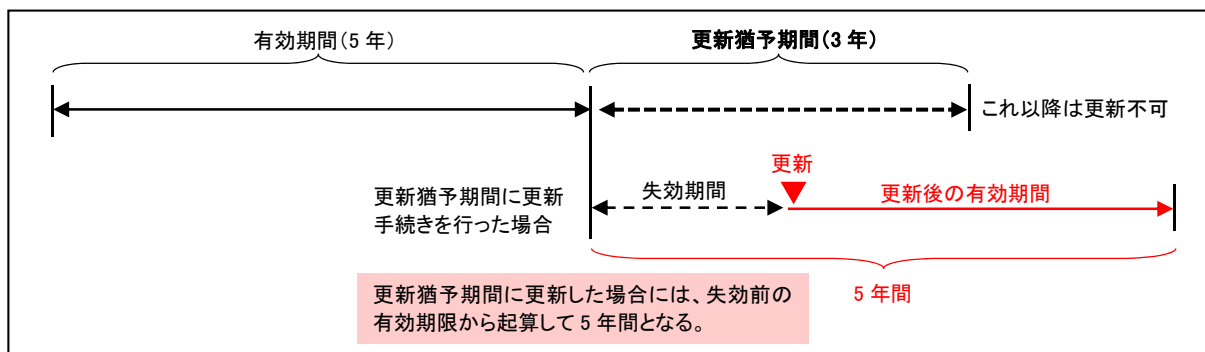 有効期間（5 年）
更新猶予期間（3 年）
これ以降は更新不可
更新
失効期間
更新後の有効期間
更新猶予期間に更新
手続きを行った場合
5 年間
更新猶予期間に更新した場合には、失効前の
有効期限から起算して 5 年間となる。